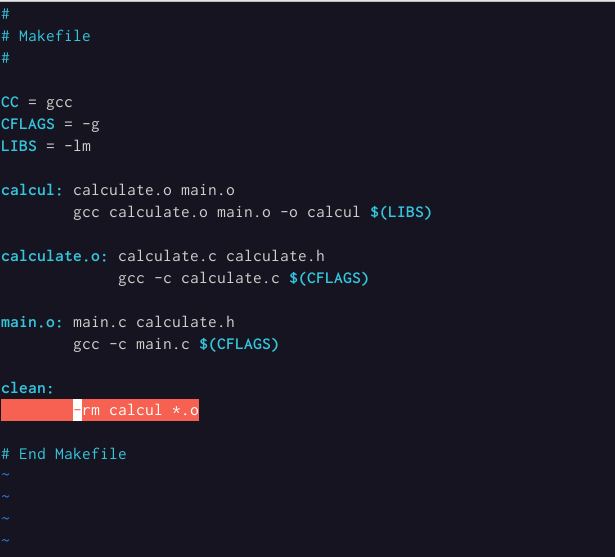 #
# Makefile
#
CC = gcc
CFLAGS = -g
LIBS = -lm
calcul: calculate.o main.o
gcc calculate.o main.o -o calcul $(LIBS)
calculate.o: calculate.c calculate.h
gcc -c calculate.c $(CFLAGS)
main.o: main.c calculate.h
gcc -c main.c $(CFLAGS)
clean:
-rm calcul *.o
# End Makefile
~
~
~
~